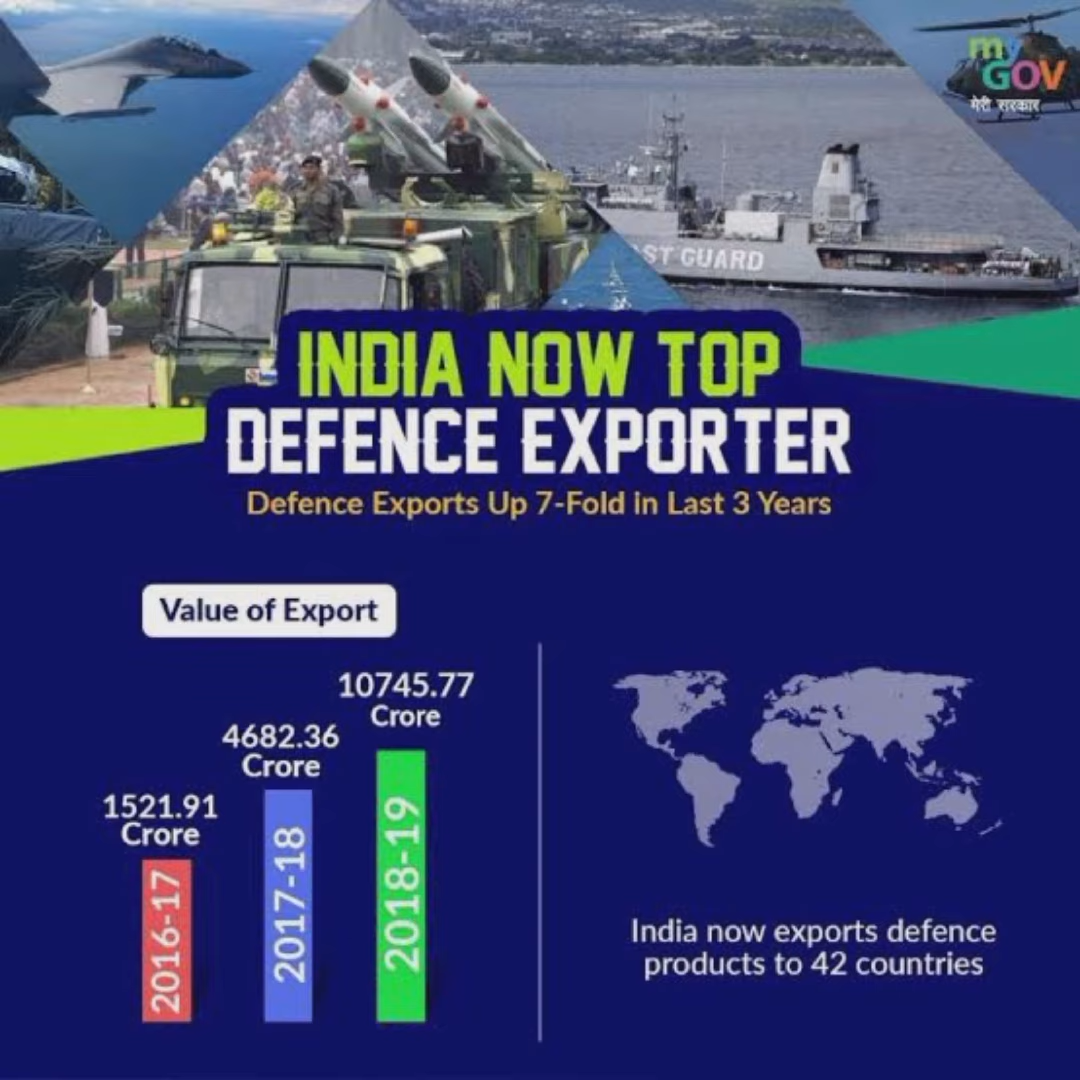 my
GOV
मेरी सरकार
ST GUARD
INDIA NOW TOP
DEFENCE EXPORTER
Defence Exports Up 7-Fold in Last 3 Years
Value of Export
10745.77
Crore
4682.36
Crore
1521.91
Crore
2016-17
2017-18
2018-19
India now exports defence
products to 42 countries